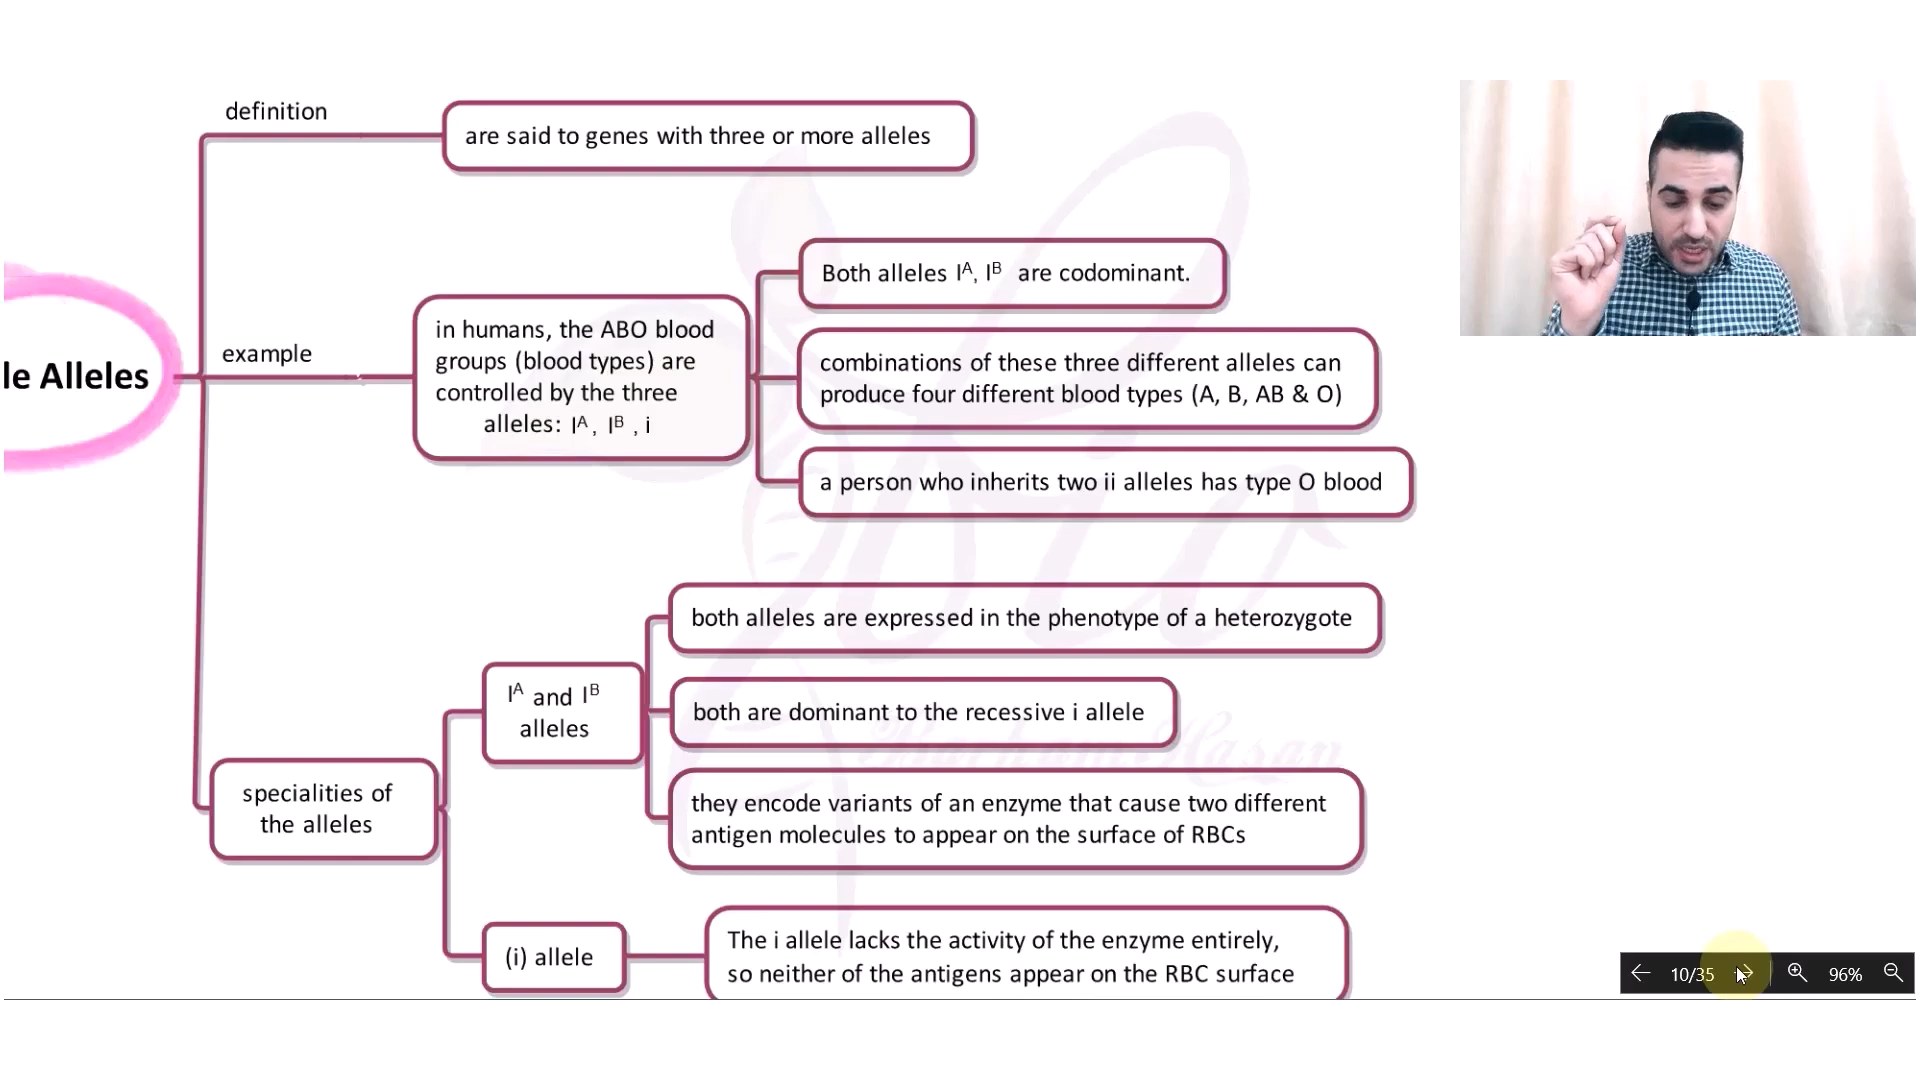 definition
are said to genes with three or more alleles
Both alleles Iᴬ, Iᴮ are codominant.
in humans, the ABO blood
groups (blood types) are
controlled by the three
alleles: Iᴬ, Iᴮ , i
example
le Alleles
combinations of these three different alleles can
produce four different blood types (A, B, AB & O)
a person who inherits two ii alleles has type O blood
both alleles are expressed in the phenotype of a heterozygote
Iᴬ and Iᴮ
alleles
both are dominant to the recessive i allele
specialities of
the alleles
they encode variants of an enzyme that cause two different
antigen molecules to appear on the surface of RBCs
(i) allele
The i allele lacks the activity of the enzyme entirely,
so neither of the antigens appear on the RBC surface
10/35
96%